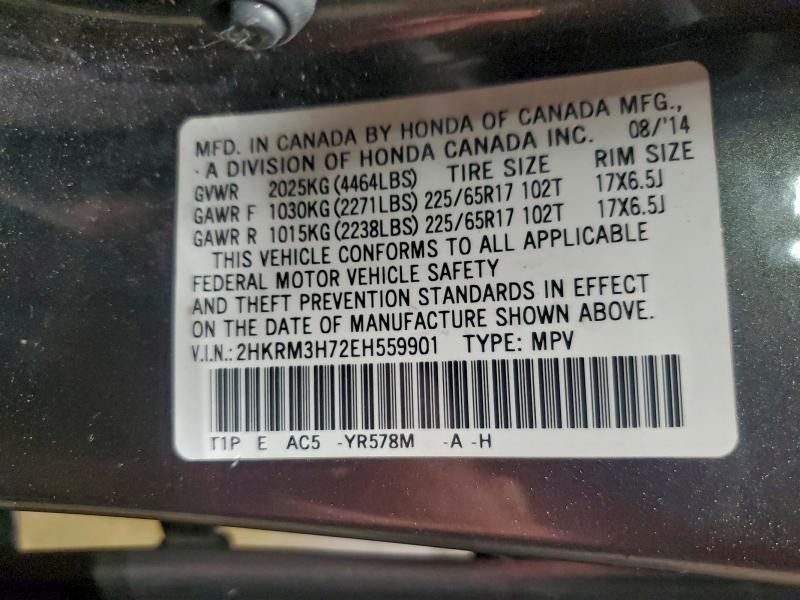 MFD. IN CANADA BY HONDA OF CANADA MFG.,
. A DIVISION OF HONDA CANADA INC. 08/'14
GVWR 2025KG (4464LBS) TIRE SIZE RIM SIZE
GAWR F 1030KG (2271LBS) 225/65R17 102T 17X6.5J
GAWR R 1015KG (2238LBS) 225/65R17 102T 17X6.5J
THIS VEHICLE CONFORMS TO ALL APPLICABLE
FEDERAL MOTOR VEHICLE SAFETY
AND THEFT PREVENTION STANDARDS IN EFFECT
ON THE DATE OF MANUFACTURE SHOWN ABOVE.
V.I.N.: 2HKRM3H72EH559901 TYPE: MPV
T1P E AC5 -YR578M -A -H